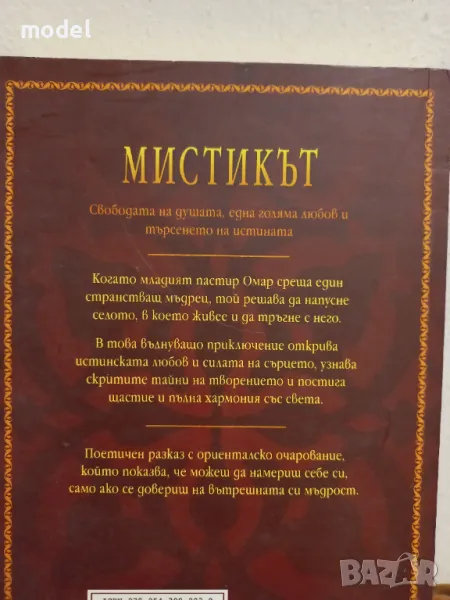 model
МИСТИКЪТ
Свободата на душата, една голяма любов и
търсенето на истината
Когато младият пастир Омар среща един
странстващ мъдрец, той решава да напусне
селото, в което живее и да тръгне с него.
В това вълнуващо приключение открива
истинската любов и силата на сърцето, узнава
скритите тайни на творението и постига
щастие и пълна хармония със света.
Поетичен разказ с ориенталско очарование,
който показва, че можеш да намериш себе си,
само ако се довериш на вътрешната си мъдрост.
BAZAR